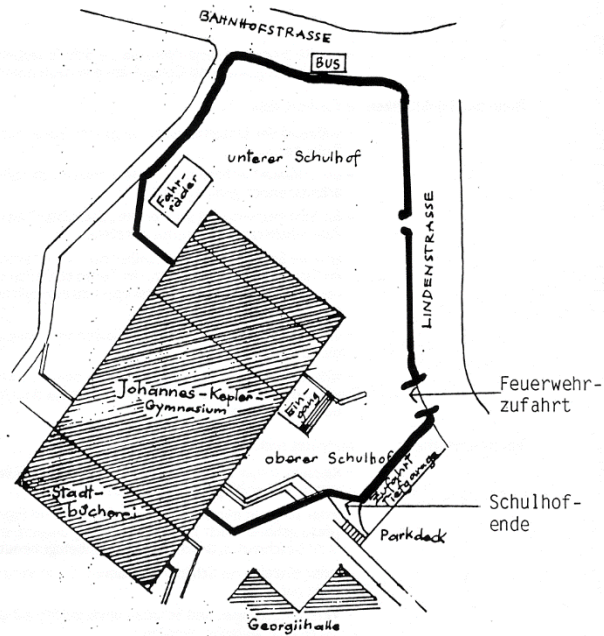 BAHNHOFSTRASSE
BUS
unterer Schulhof
Fahr-
räder
LINDENSTRASSE
Feuerwehr-
zufahrt
Johannes-Kepler-
Gymnasium
Ein-
gang
oberer Schulhof
Zufahrt
Tiefgarage
Stadt-
bücherei
Schulhof-
ende
Parkdeck
Georgiihalle